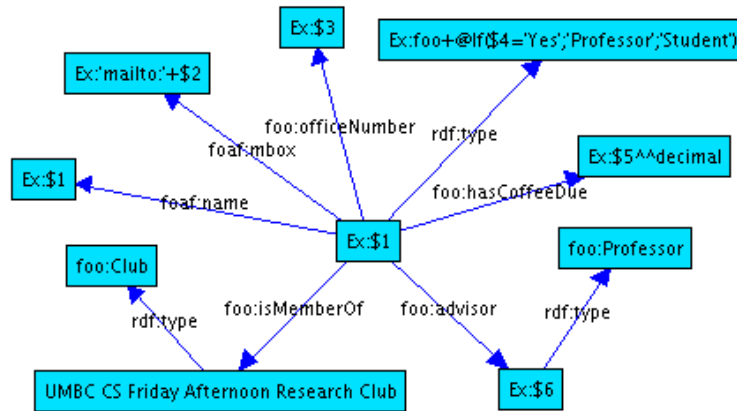 Ex:$3
Ex:foo+@If($4='Yes';'Professor';'Student')
Ex:'mailto:'+$2
foo:officeNumber
rdf:type
foaf:mbox
Ex:$5^^decimal
Ex:$1
foo:hasCoffeeDue
foaf:name
Ex:$1
foo:Professor
foo:Club
foo:isMemberOf
foo:advisor
rdf:type
rdf:type
UMBC CS Friday Afternoon Research Club
Ex:$6